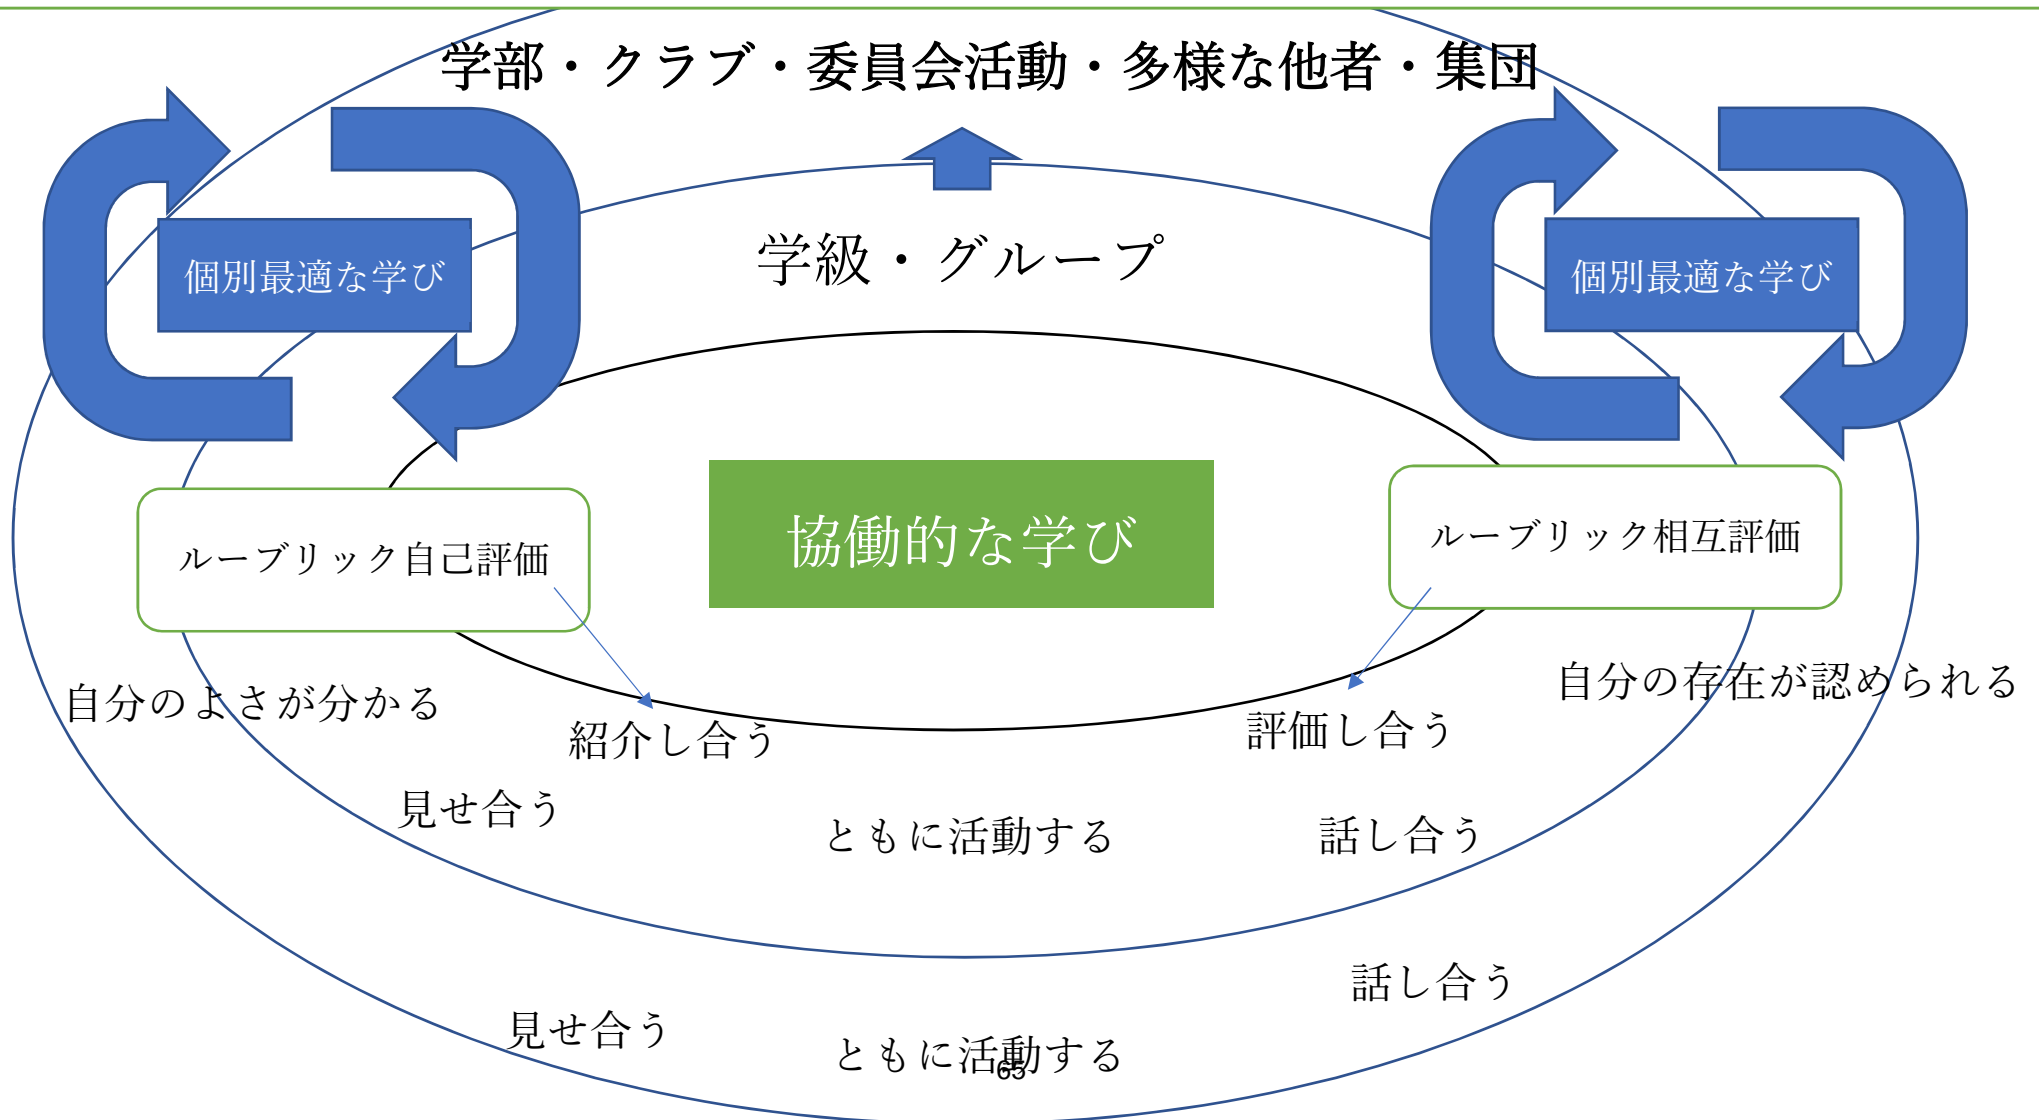 学部・クラブ・委員会活動・多様な他者・集団
学級・グループ
個別最適な学び
個別最適な学び
ルーブリック自己評価
協働的な学び
ルーブリック相互評価
自分のよさが分かる
自分の存在が認められる
紹介し合う
評価し合う
見せ合う
ともに活動する
話し合う
話し合う
見せ合う
ともに活動する
65